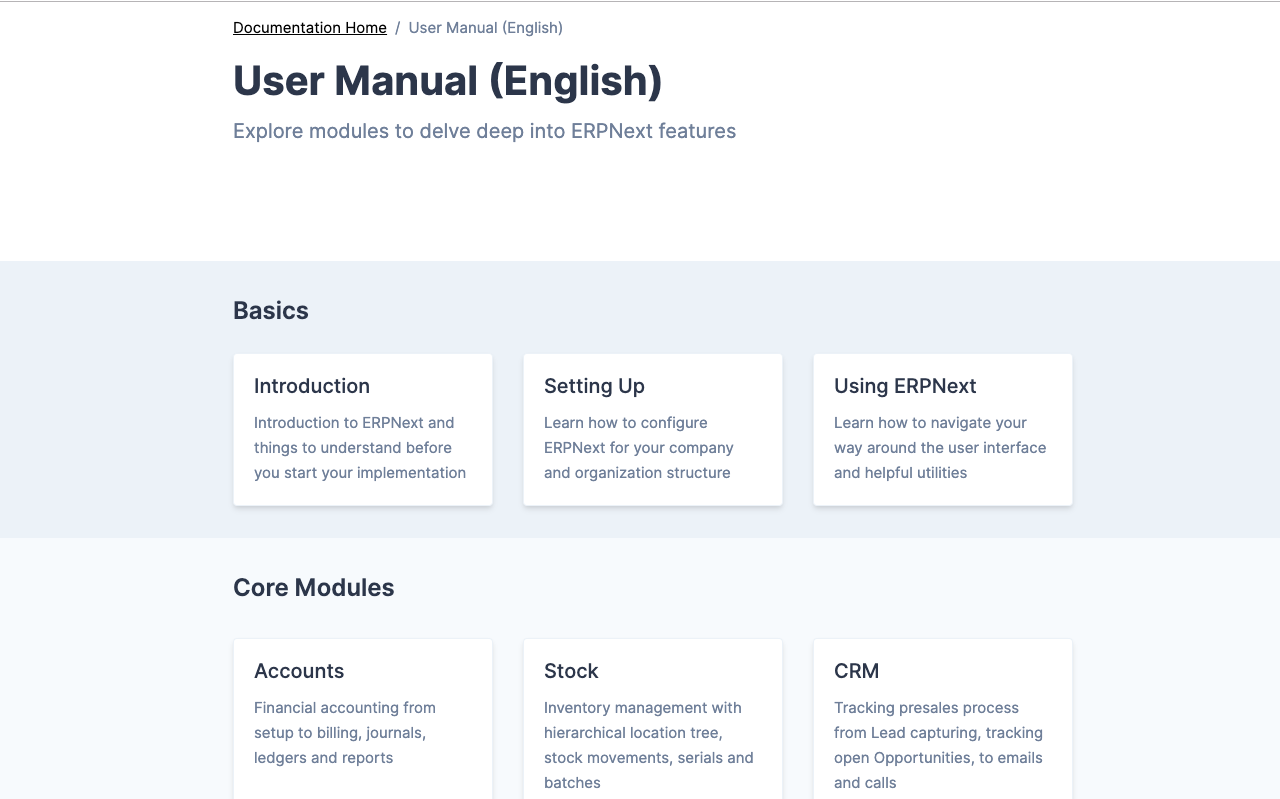 Documentation Home / User Manual (English)
User Manual (English)
Explore modules to delve deep into ERPNext features
Basics
Introduction
Introduction to ERPNext and
things to understand before
you start your implementation
Setting Up
Learn how to configure
ERPNext for your company
and organization structure
Using ERPNext
Learn how to navigate your
way around the user interface
and helpful utilities
Core Modules
Accounts
Financial accounting from
setup to billing, journals,
ledgers and reports
Stock
Inventory management with
hierarchical location tree,
stock movements, serials and
batches
CRM
Tracking presales process
from Lead capturing, tracking
open Opportunities, to emails
and calls